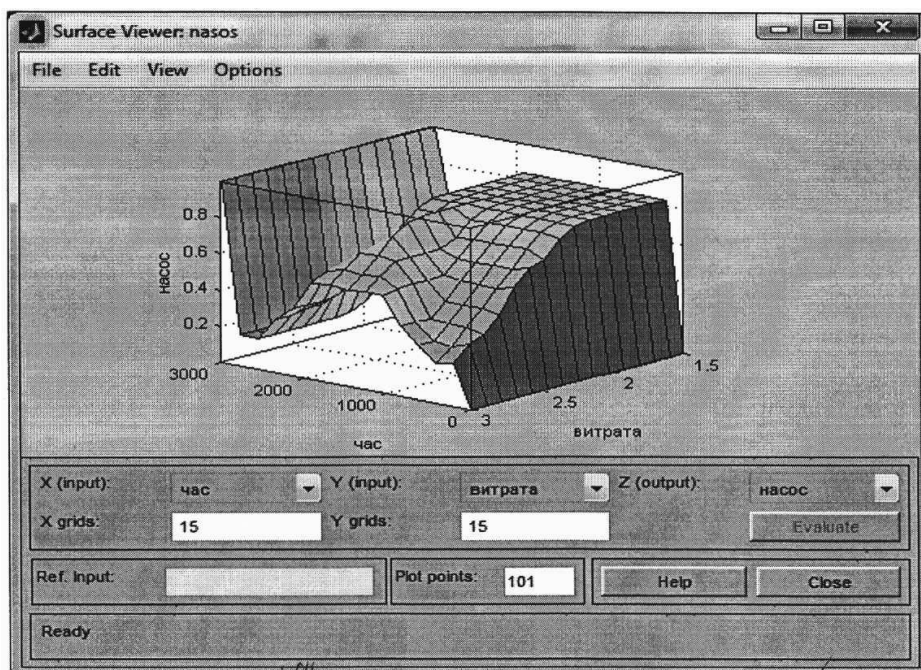 Surface Viewer: nasos
File Edit View Options
0.8
0.6
0.4
0.2
насос
3000
2000
1000
0
час
3
2.5
2
1.5
витрата
X (input): час Y (input): витрата Z (output): насос
X grids: 15 Y grids: 15 Evaluate
Ref. Input: Plot points: 101 Help Close
Ready